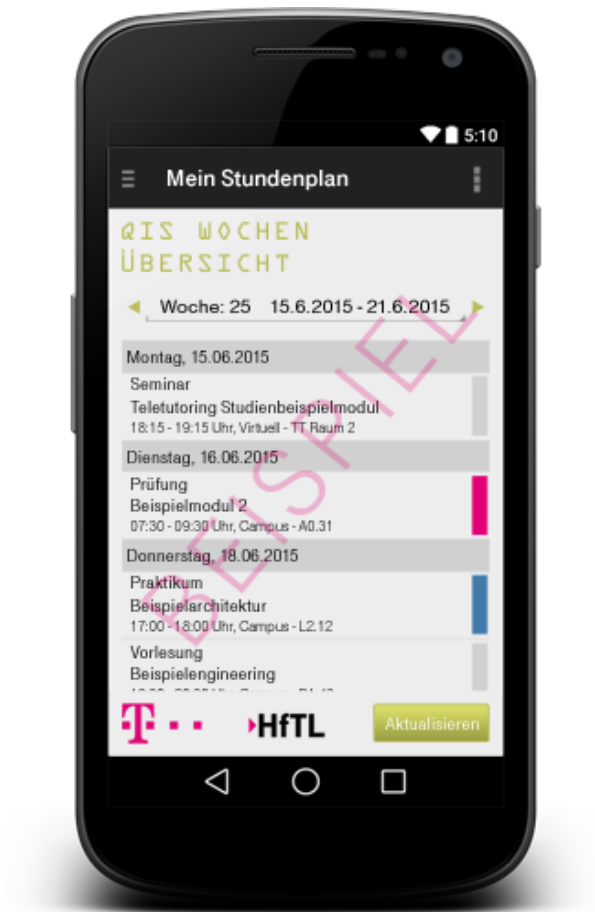 5:10
Mein Stundenplan
QIS WOCHEN
ÜBERSICHT
Woche: 25 15.6.2015 - 21.6.2015
Montag, 15.06.2015
Seminar
Teletutoring Studienbeispielmodul
18:15 - 19:15 Uhr, Virtuell - TT Raum 2
Dienstag, 16.06.2015
Prüfung
Beispielmodul 2
07:30 - 09:30 Uhr, Campus - A0.31
Donnerstag, 18.06.2015
Praktikum
Beispielarchitektur
17:00 - 18:00 Uhr, Campus - L2.12
Vorlesung
Beispielengineering
BEISPIEL
T
HfTL
Aktualisieren